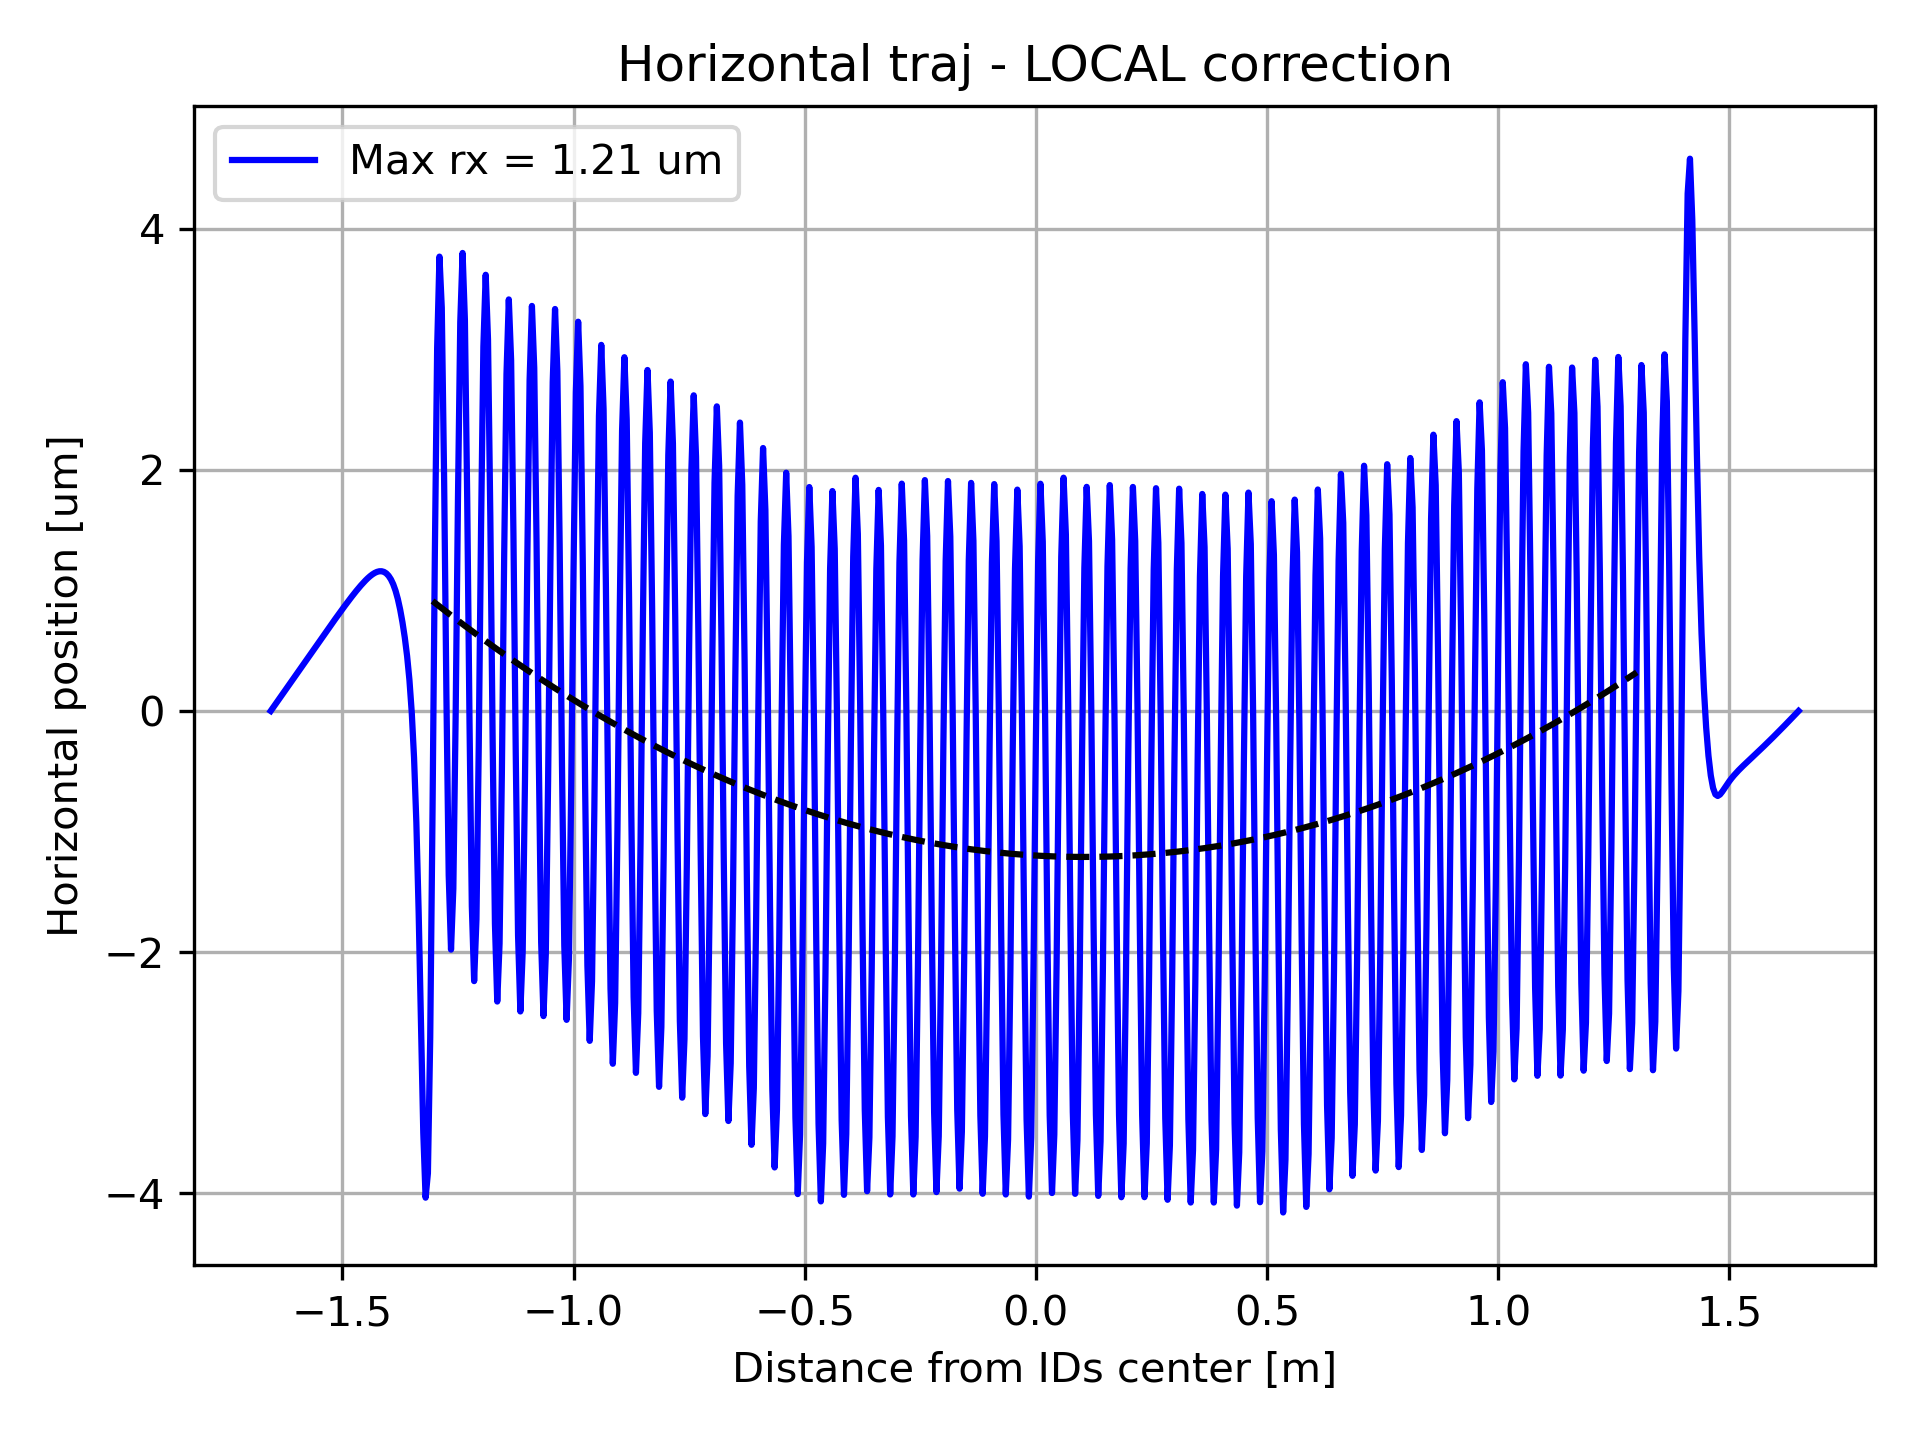 Horizontal traj - LOCAL correction
Max rx = 1.21 um
Horizontal position [um]
4
2
0
−2
−4
−1.5 −1.0 −0.5 0.0 0.5 1.0 1.5
Distance from IDs center [m]